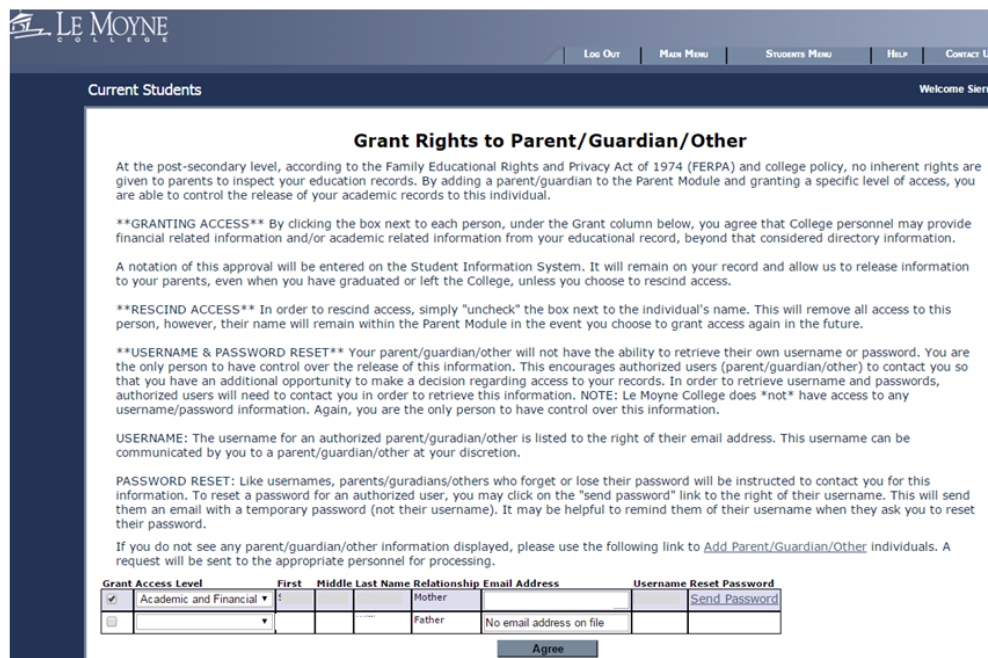 LE MOYNE
COLLEGE
LOG OUT MAIN MENU STUDENTS MENU HELP CONTACT
Current Students
Welcome
Grant Rights to Parent/Guardian/Other
At the post-secondary level, according to the Family Educational Rights and Privacy Act of 1974 (FERPA) and college policy, no inherent rights are
given to parents to inspect your education records. By adding a parent/guardian to the Parent Module and granting a specific level of access, you
are able to control the release of your academic records to this individual.
**GRANTING ACCESS** By clicking the box next to each person, under the Grant column below, you agree that College personnel may provide
financial related information and/or academic related information from your educational record, beyond that considered directory information.
A notation of this approval will be entered on the Student Information System. It will remain on your record and allow us to release information
to your parents, even when you have graduated or left the College, unless you choose to rescind access.
**RESCIND ACCESS** In order to rescind access, simply "uncheck" the box next to the individual's name. This will remove all access to this
person, however, their name will remain within the Parent Module in the event you choose to grant access again in the future.
**USERNAME & PASSWORD RESET** Your parent/guardian/other will not have the ability to retrieve their own username or password. You are
the only person to have control over the release of this information. This encourages authorized users (parent/guardian/other) to contact you so
that you have an additional opportunity to make a decision regarding access to your records. In order to retrieve username and passwords,
authorized users will need to contact you in order to retrieve this information. NOTE: Le Moyne College does *not* have access to any
username/password information. Again, you are the only person to have control over this information.
USERNAME: The username for an authorized parent/guradian/other is listed to the right of their email address. This username can be
communicated by you to a parent/guardian/other at your discretion.
PASSWORD RESET: Like usernames, parents/guradians/others who forget or lose their password will be instructed to contact you for this
information. To reset a password for an authorized user, you may click on the "send password" link to the right of their username. This will send
them an email with a temporary password (not their username). It may be helpful to remind them of their username when they ask you to reset
their password.
If you do not see any parent/guardian/other information displayed, please use the following link to Add Parent/Guardian/Other individuals. A
request will be sent to the appropriate personnel for processing.
Grant Access Level First Middle Last Name Relationship Email Address Username Reset Password
Academic and Financial Mother Send Password
Father No email address on file
Agree